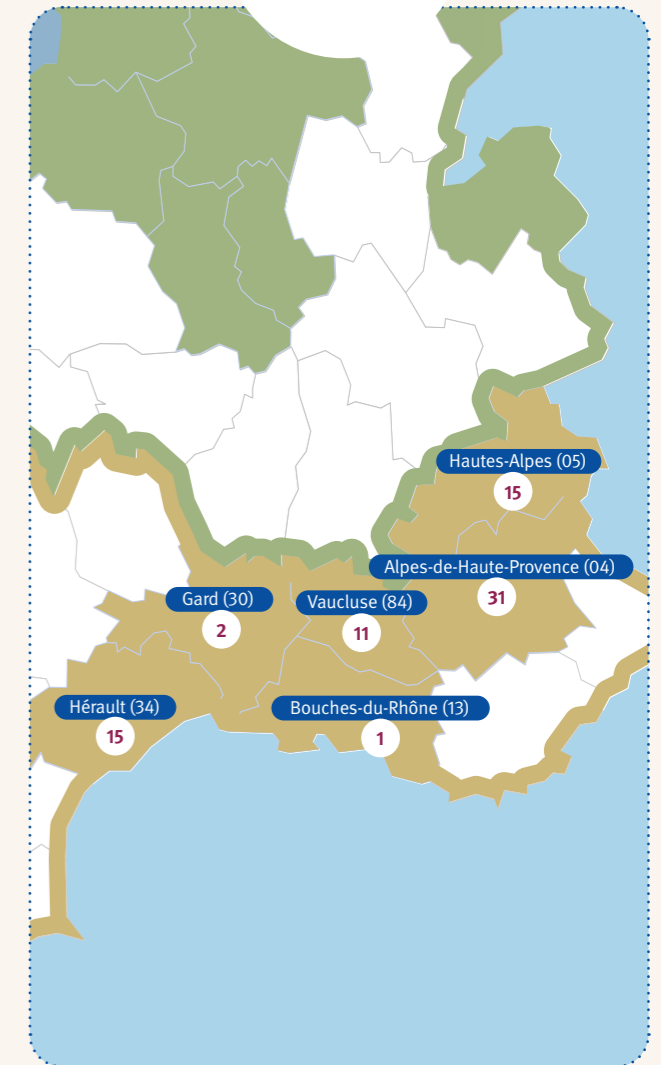 Hautes-Alpes (05)
15
Alpes-de-Haute-Provence (04)
31
Gard (30)
2
Vaucluse (84)
11
Hérault (34)
15
Bouches-du-Rhône (13)
1